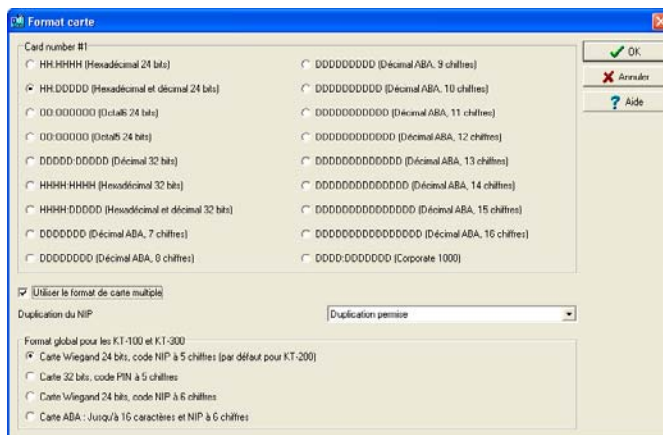 Format carte
Card number #1
HH:HHHH (Hexadécimal 24 bits)
HH:DDDDD (Hexadécimal et décimal 24 bits)
OO:OOOOOO (Octal6 24 bits)
OO:OOOOO (Octal5 24 bits)
DDDDD:DDDDD (Décimal 32 bits)
HHHH:HHHH (Hexadécimal 32 bits)
HHHH:DDDDD (Hexadécimal et décimal 32 bits)
DDDDDDD (Décimal ABA, 7 chiffres)
DDDDDDDD (Décimal ABA, 8 chiffres)
DDDDDDDDD (Décimal ABA, 9 chiffres)
DDDDDDDDDD (Décimal ABA, 10 chiffres)
DDDDDDDDDDD (Décimal ABA, 11 chiffres)
DDDDDDDDDDDD (Décimal ABA, 12 chiffres)
DDDDDDDDDDDDD (Décimal ABA, 13 chiffres)
DDDDDDDDDDDDDD (Décimal ABA, 14 chiffres)
DDDDDDDDDDDDDDD (Décimal ABA, 15 chiffres)
DDDDDDDDDDDDDDDD (Décimal ABA, 16 chiffres)
DDDD:DDDDDDD (Corporate 1000)
OK
Annuler
Aide
Utiliser le format de carte multiple
Duplication du NIP
Duplication permise
Format global pour les KT-100 et KT-300
Carte Wiegand 24 bits, code NIP à 5 chiffres (par défaut pour KT-200)
Carte 32 bits, code PIN à 5 chiffres
Carte Wiegand 24 bits, code NIP à 6 chiffres
Carte ABA : Jusqu'à 16 caractères et NIP à 6 chiffres